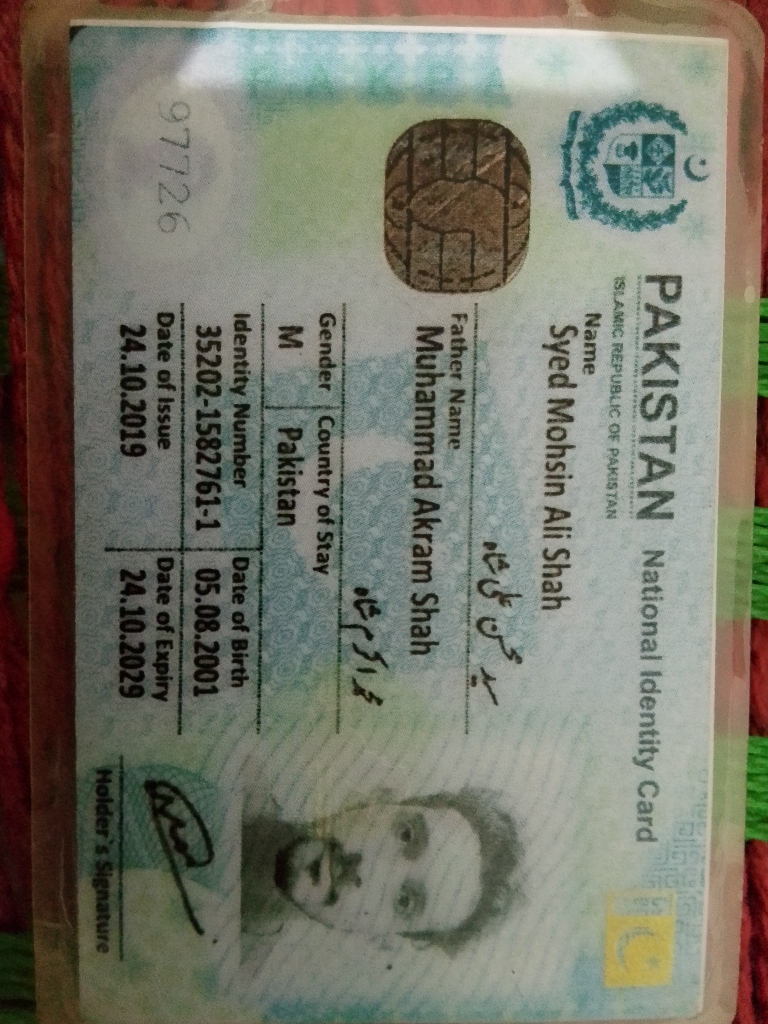 PAKISTAN National Identity Card
ISLAMIC REPUBLIC OF PAKISTAN
Name
Syed Mohsin Ali Shah
سید محسن علی شاہ
Father Name
Muhammad Akram Shah
محمد اکرم شاہ
Gender Country of Stay
M Pakistan
Identity Number Date of Birth
35202-1582761-1 05.08.2001
Date of Issue Date of Expiry
24.10.2019 24.10.2029
Holder's Signature
97726